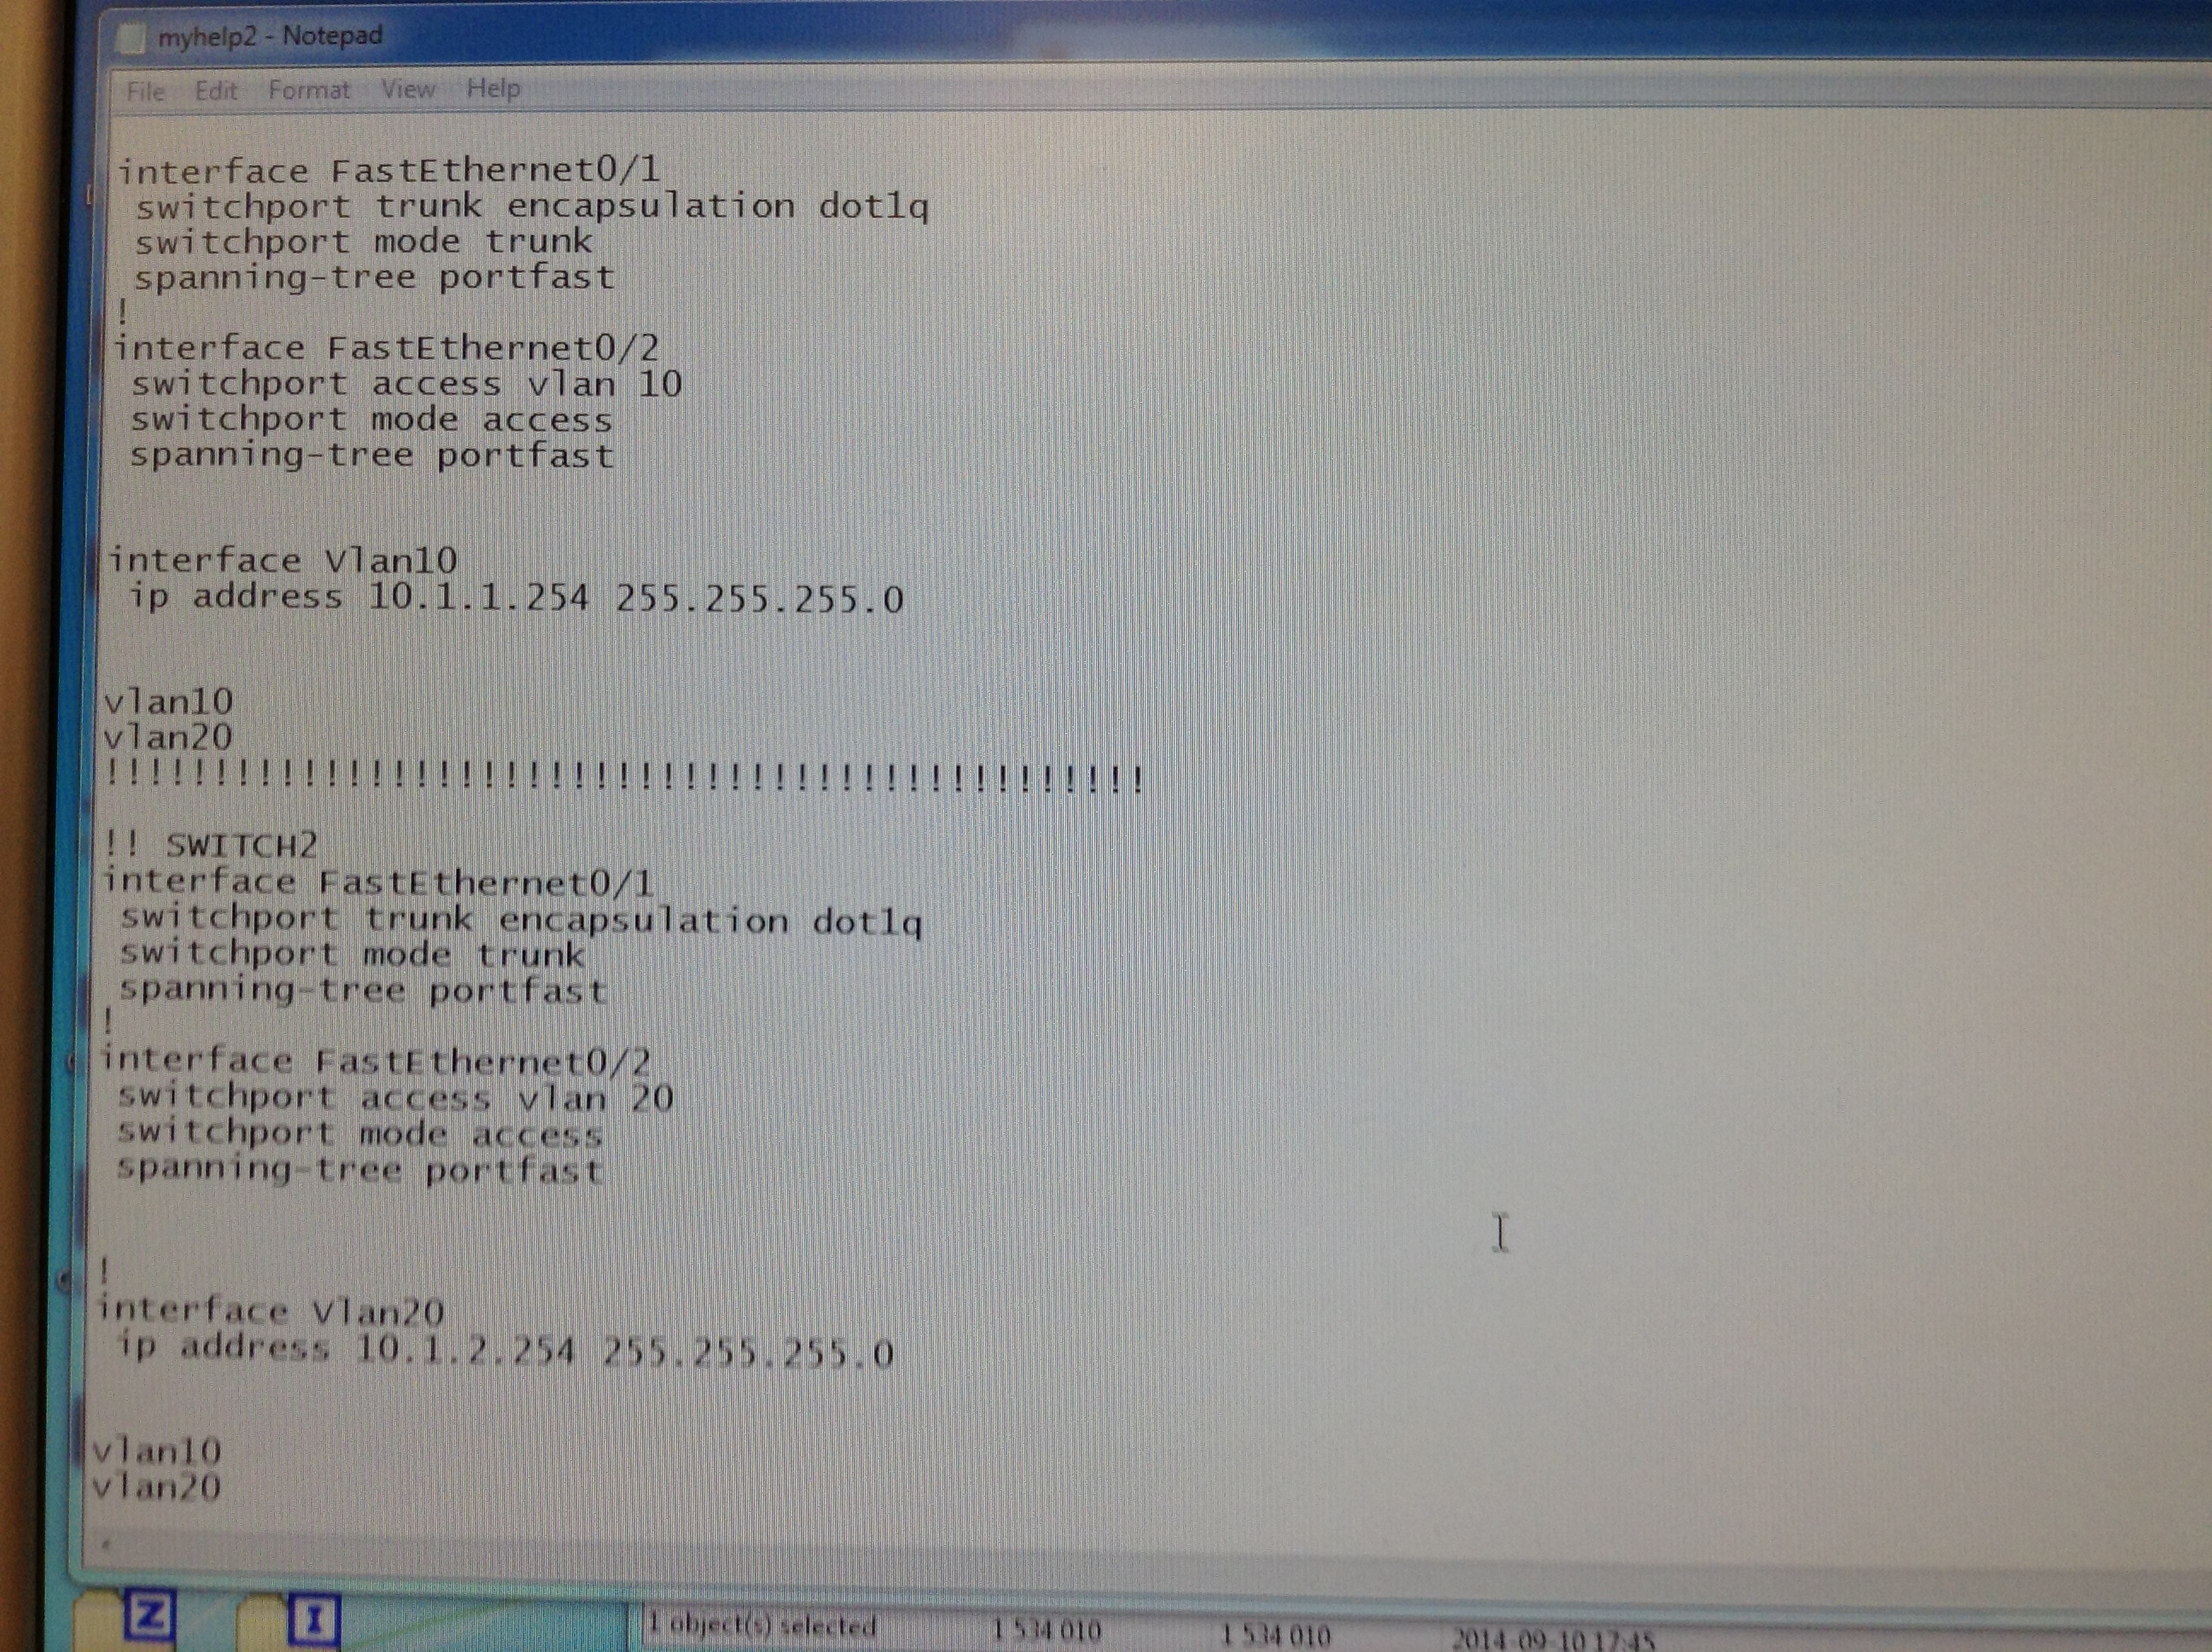 myhelp2 - Notepad
File Edit Format View Help
interface FastEthernet0/1
switchport trunk encapsulation dot1q
switchport mode trunk
spanning-tree portfast
!
interface FastEthernet0/2
switchport access vlan 10
switchport mode access
spanning-tree portfast
interface Vlan10
ip address 10.1.1.254 255.255.255.0
vlan10
vlan20
!!!!!!!!!!!!!!!!!!!!!!!!!!!!!!!!!!!!!!!!!!!!!!!
!! SWITCH2
interface FastEthernet0/1
switchport trunk encapsulation dot1q
switchport mode trunk
spanning-tree portfast
!
interface FastEthernet0/2
switchport access vlan 20
switchport mode access
spanning-tree portfast
!
interface Vlan20
ip address 10.1.2.254 255.255.255.0
vlan10
vlan20
Z I
1 object(s) selected 1 534 010 1 534 010 2014-09-10 17:45